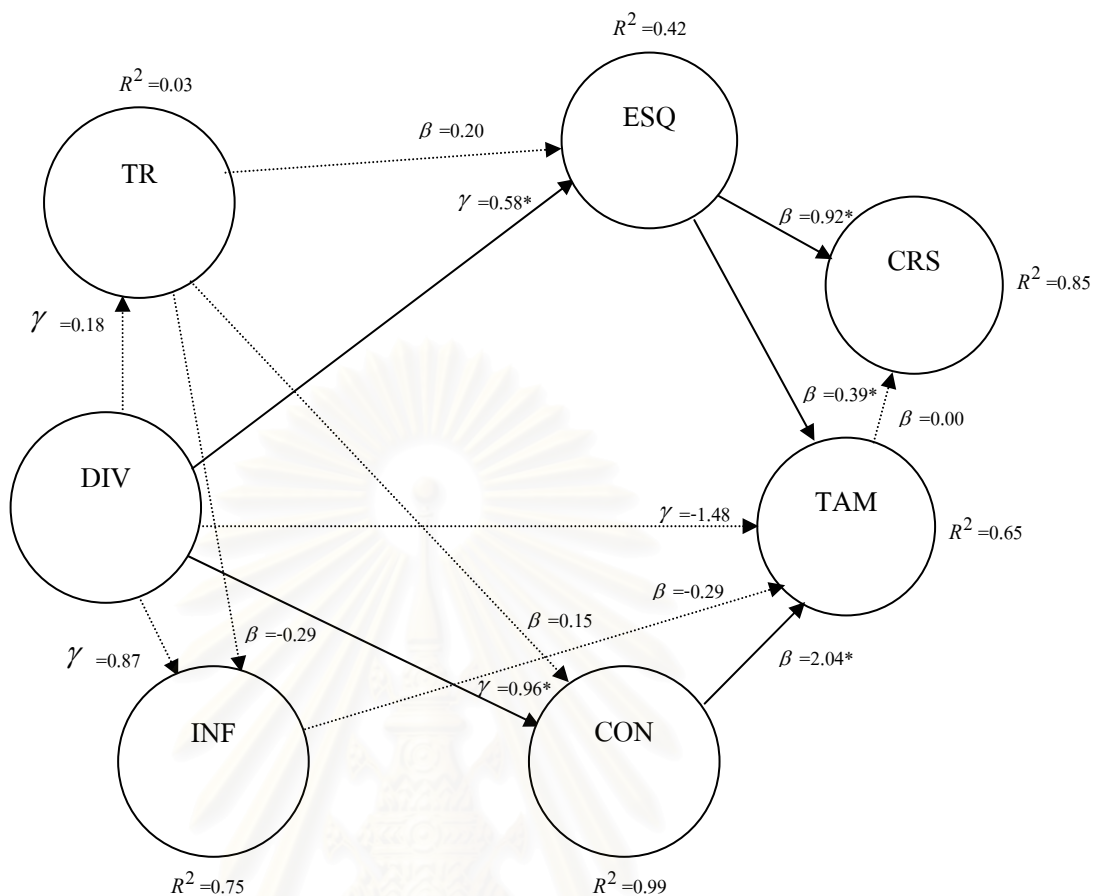 R² =0.42
R² =0.03
ESQ
β =0.20
TR
γ =0.58*
β =0.92*
CRS
R² =0.85
γ =0.18
β =0.39*
β =0.00
DIV
TAM
γ =-1.48
R² =0.65
β =-0.29
β =0.15
β =-0.29
γ =0.87
β =2.04*
γ =0.96*
INF
CON
R² =0.75
R² =0.99